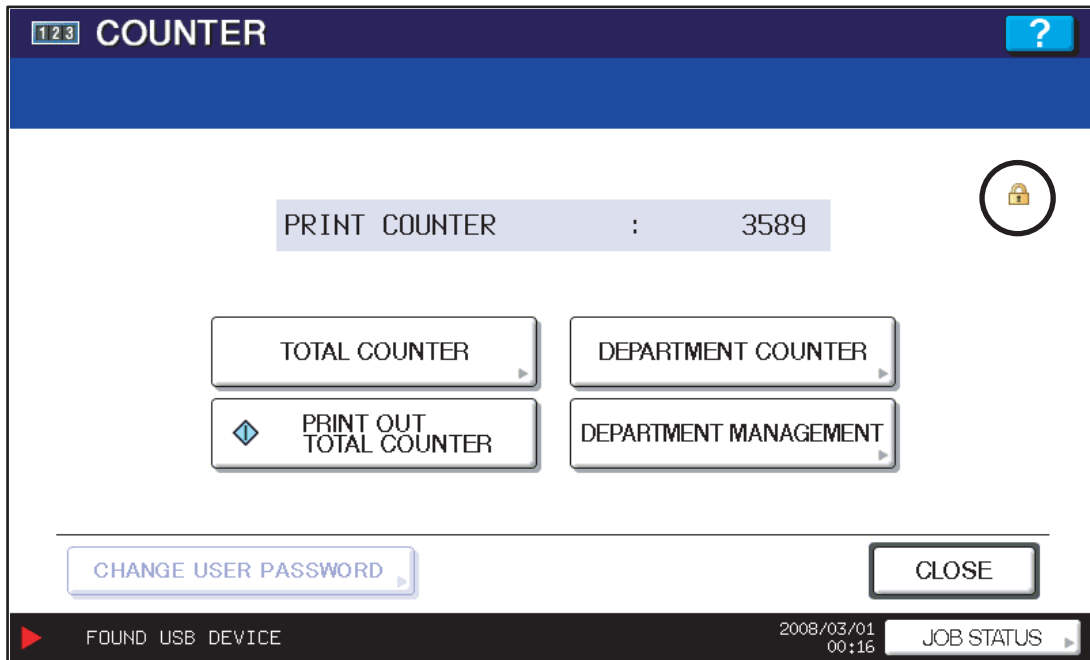 123 COUNTER ?
PRINT COUNTER : 3589
TOTAL COUNTER
DEPARTMENT COUNTER
PRINT OUT
TOTAL COUNTER
DEPARTMENT MANAGEMENT
CHANGE USER PASSWORD
CLOSE
FOUND USB DEVICE
2008/03/01
00:16
JOB STATUS